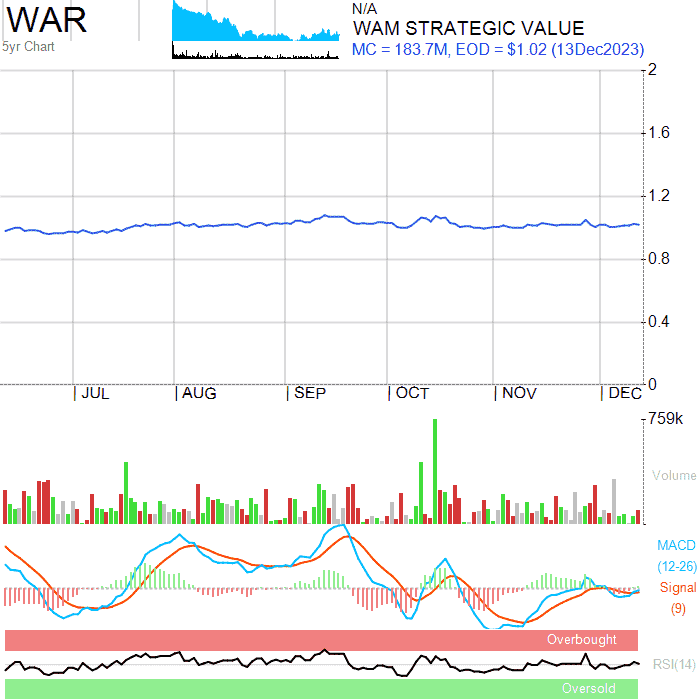 WAR
5yr Chart
N/A
WAM STRATEGIC VALUE
MC = 183.7M, EOD = $1.02 (13Dec2023)
2
1.6
1.2
0.8
0.4
0
| JUL | AUG | SEP | OCT | NOV | DEC
759k
Volume
MACD
(12-26)
Signal
(9)
Overbought
RSI(14)
Oversold